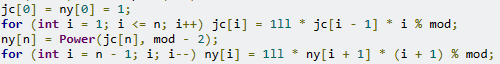 jc[0] = ny[0] = 1;
for (int i = 1; i <= n; i++) jc[i] = 1ll * jc[i - 1] * i % mod;
ny[n] = Power(jc[n], mod - 2);
for (int i = n - 1; i; i--) ny[i] = 1ll * ny[i + 1] * (i + 1) % mod;